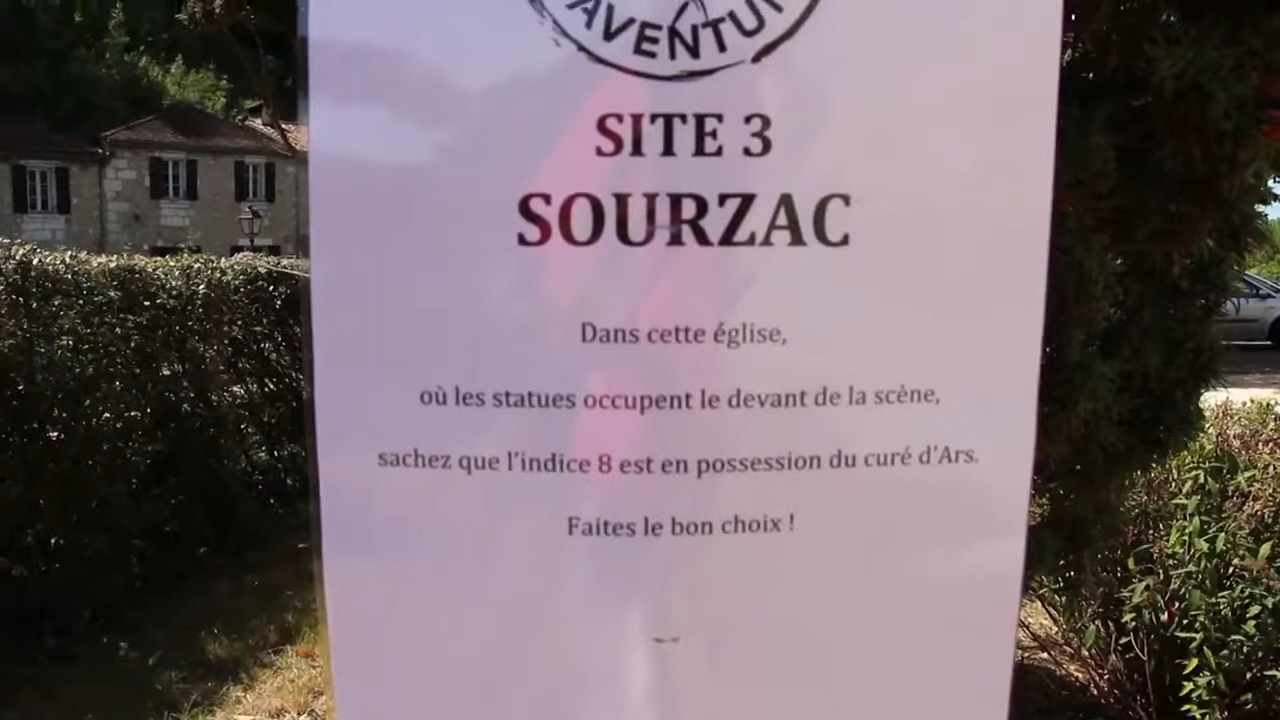 SITE 3
SOURZAC
Dans cette église,
où les statues occupent le devant de la scène,
sachez que l'indice 8 est en possession du curé d'Ars.
Faites le bon choix !